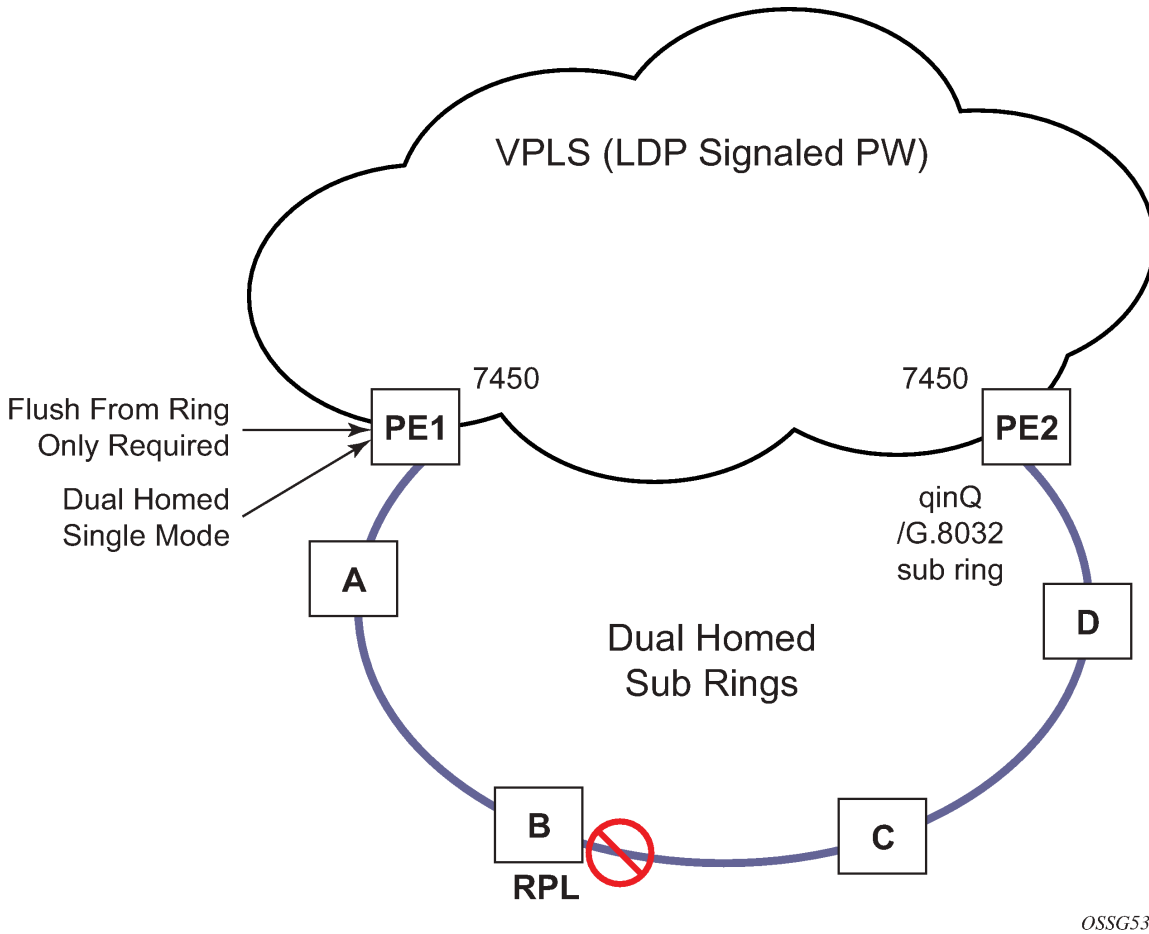 VPLS (LDP Signaled PW)
7450
7450
Flush From Ring
Only Required
PE1
PE2
Dual Homed
Single Mode
qinQ
/G.8032
sub ring
A
D
Dual Homed
Sub Rings
B
C
RPL
OSSG53